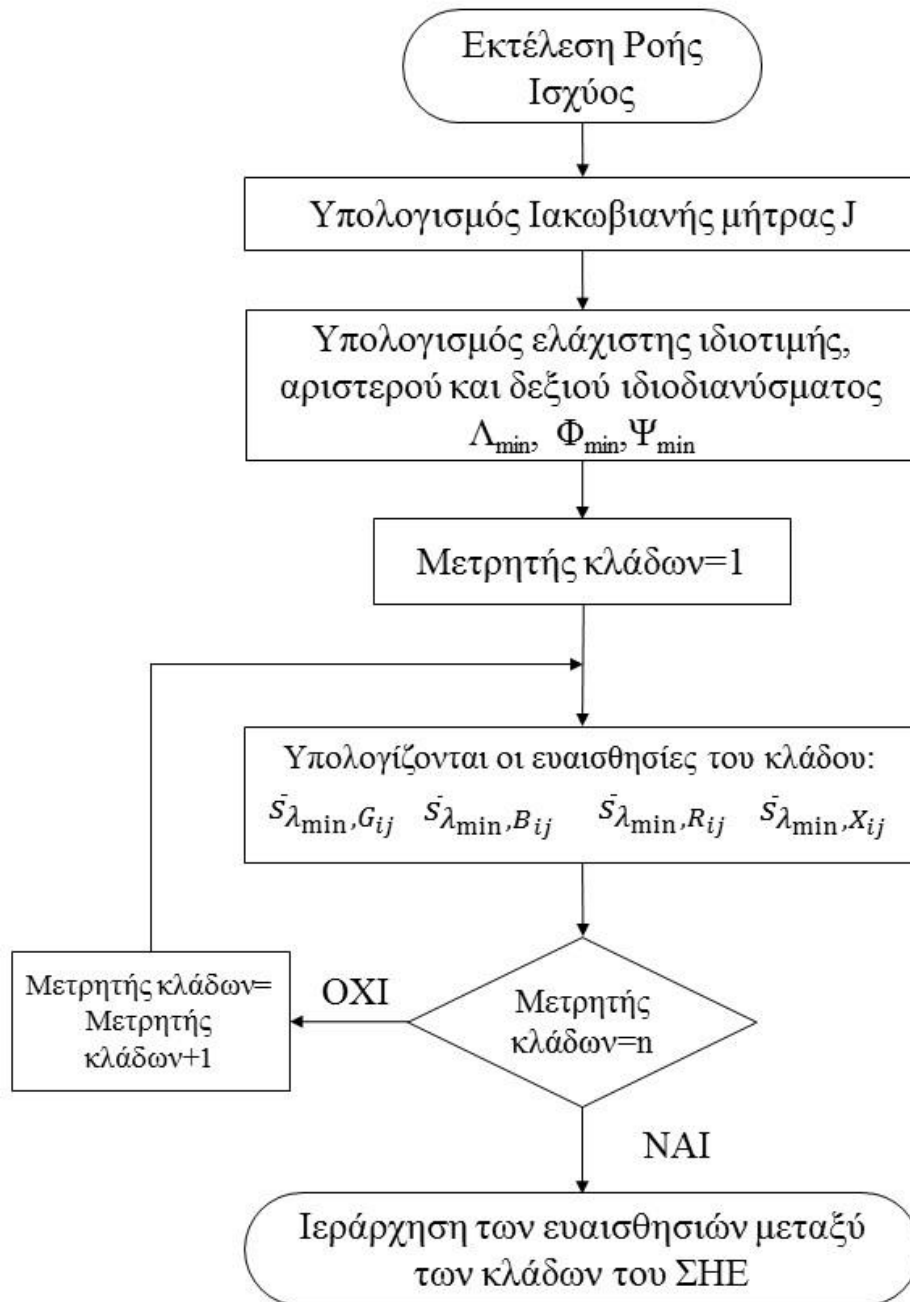 Εκτέλεση Ροής
Ισχύος
Υπολογισμός Ιακωβιανής μήτρας J
Υπολογισμός ελάχιστης ιδιοτιμής,
αριστερού και δεξιού ιδιοδιανύσματος
Λmin, Φmin,Ψmin
Μετρητής κλάδων=1
Υπολογίζονται οι ευαισθησίες του κλάδου:
S̄λmin,Gij S̄λmin,Bij S̄λmin,Rij S̄λmin,Xij
Μετρητής κλάδων=
Μετρητής
κλάδων+1
ΟΧΙ
Μετρητής
κλάδων=n
ΝΑΙ
Ιεράρχηση των ευαισθησιών μεταξύ
των κλάδων του ΣΗΕ